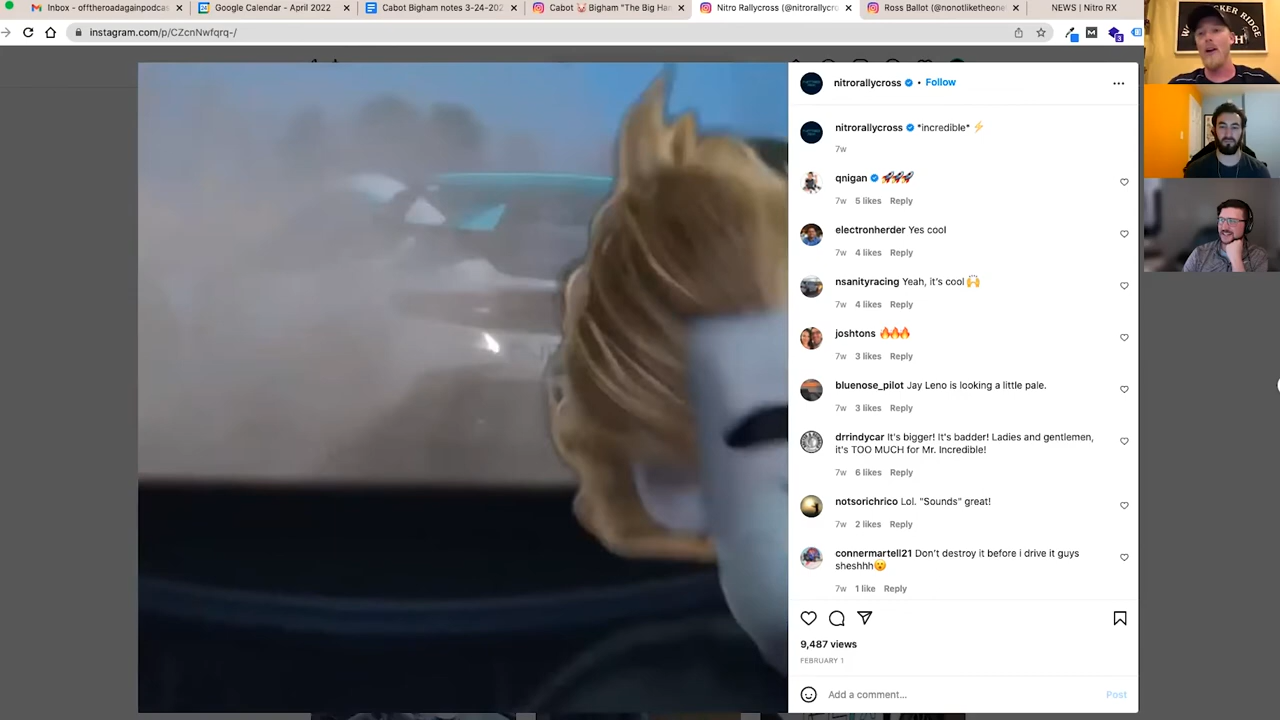 Inbox - offtheroadagainpodcas
Google Calendar - April 2022
Cabot Bigham notes 3-24-202
Cabot 🐷 Bigham "The Big Ha
Nitro Rallycross (@nitrorallycro
Ross Ballot (@nonotliketheone
NEWS | Nitro RX
instagram.com/p/CZcnNwfqrq-/
nitrorallycross • Follow
nitrorallycross *incredible* ⚡
7w
qnigan 🚀🚀🚀
7w 5 likes Reply
electronherder Yes cool
7w 4 likes Reply
nsanityracing Yeah, it's cool 🙌
7w 4 likes Reply
joshtons 🔥🔥🔥
7w 3 likes Reply
bluenose_pilot Jay Leno is looking a little pale.
7w 3 likes Reply
drrindycar It's bigger! It's badder! Ladies and gentlemen,
it's TOO MUCH for Mr. Incredible!
7w 6 likes Reply
notsorichrico Lol. "Sounds" great!
7w 2 likes Reply
connermartell21 Don't destroy it before i drive it guys
sheshhh😮
7w 1 like Reply
9,487 views
FEBRUARY 1
Add a comment...
Post